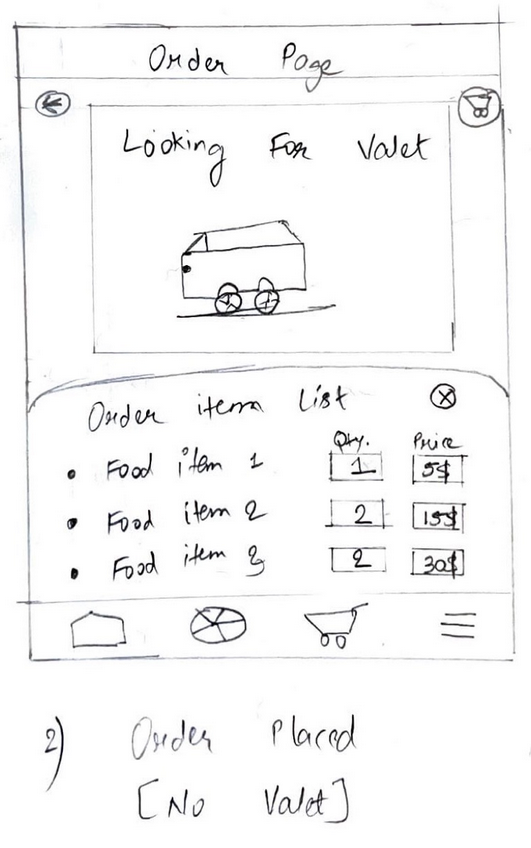 Order Page
Looking For Valet
Order item List
Qty. Price
• Food item 1 1 5$
• Food item 2 2 15$
• Food item 3 2 30$
2) Order Placed
[No Valet]